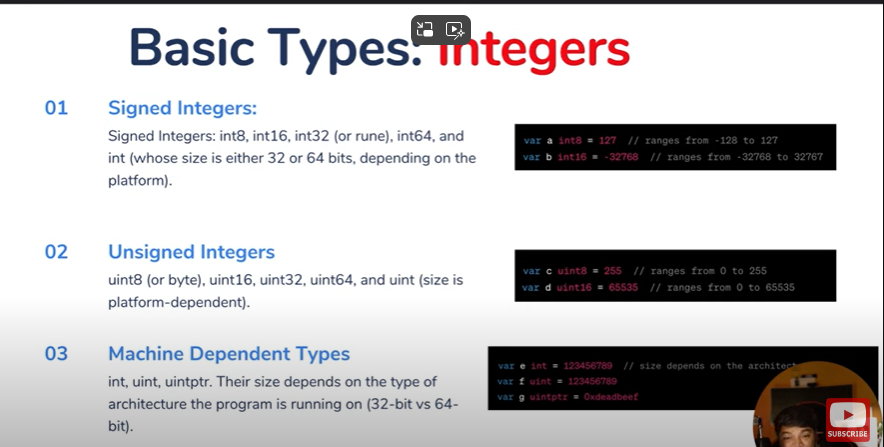 Basic Types: Integers
01
Signed Integers:
Signed Integers: int8, int16, int32 (or rune), int64, and
int (whose size is either 32 or 64 bits, depending on the
platform).
var a int8 = 127 // ranges from -128 to 127
var b int16 = -32768 // ranges from -32768 to 32767
02
Unsigned Integers
uint8 (or byte), uint16, uint32, uint64, and uint (size is
platform-dependent).
var c uint8 = 255 // ranges from 0 to 255
var d uint16 = 65535 // ranges from 0 to 65535
03
Machine Dependent Types
int, uint, uintptr. Their size depends on the type of
architecture the program is running on (32-bit vs 64-
bit).
var e int = 123456789 // size depends on the
var f uint = 123456789
var g uintptr = 0xdeadbeef
SUBSCRIBE